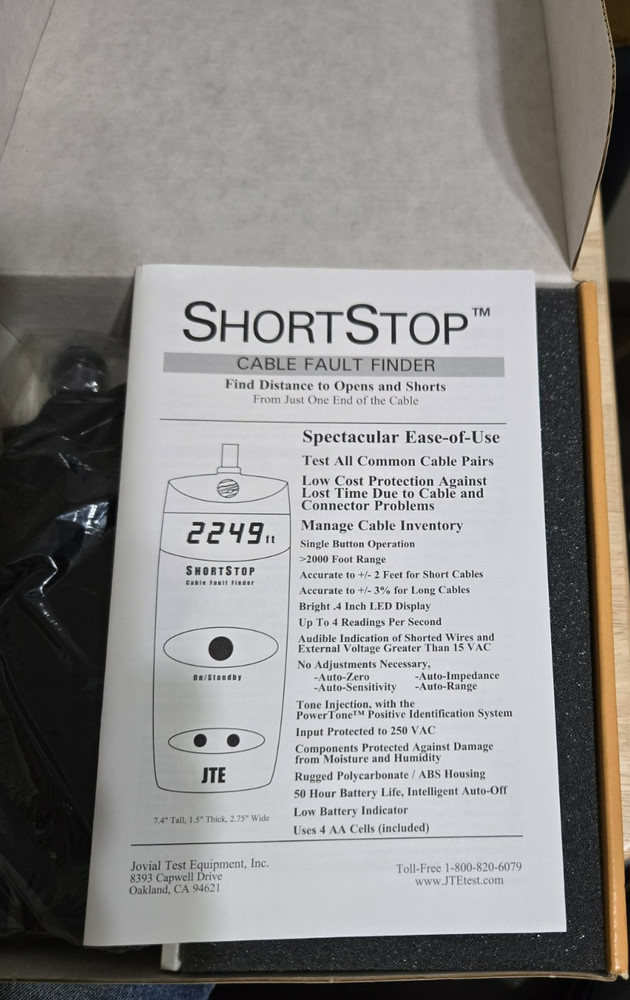 SHORTSTOP™
CABLE FAULT FINDER
Find Distance to Opens and Shorts
From Just One End of the Cable
Spectacular Ease-of-Use
Test All Common Cable Pairs
Low Cost Protection Against
Lost Time Due to Cable and
Connector Problems
Manage Cable Inventory
Single Button Operation
>2000 Foot Range
Accurate to +/- 2 Feet for Short Cables
Accurate to +/- 3% for Long Cables
Bright .4 Inch LED Display
Up To 4 Readings Per Second
Audible Indication of Shorted Wires and
External Voltage Greater Than 15 VAC
No Adjustments Necessary,
-Auto-Zero -Auto-Impedance
-Auto-Sensitivity -Auto-Range
Tone Injection, with the
PowerTone™ Positive Identification System
Input Protected to 250 VAC
Components Protected Against Damage
from Moisture and Humidity
Rugged Polycarbonate / ABS Housing
50 Hour Battery Life, Intelligent Auto-Off
Low Battery Indicator
Uses 4 AA Cells (included)
2249ft
SHORTSTOP
Cable Fault Finder
On/Standby
JTE
7.4" Tall, 1.5" Thick, 2.75" Wide
Jovial Test Equipment, Inc.
8393 Capwell Drive
Oakland, CA 94621
Toll-Free 1-800-820-6079
www.JTEtest.com